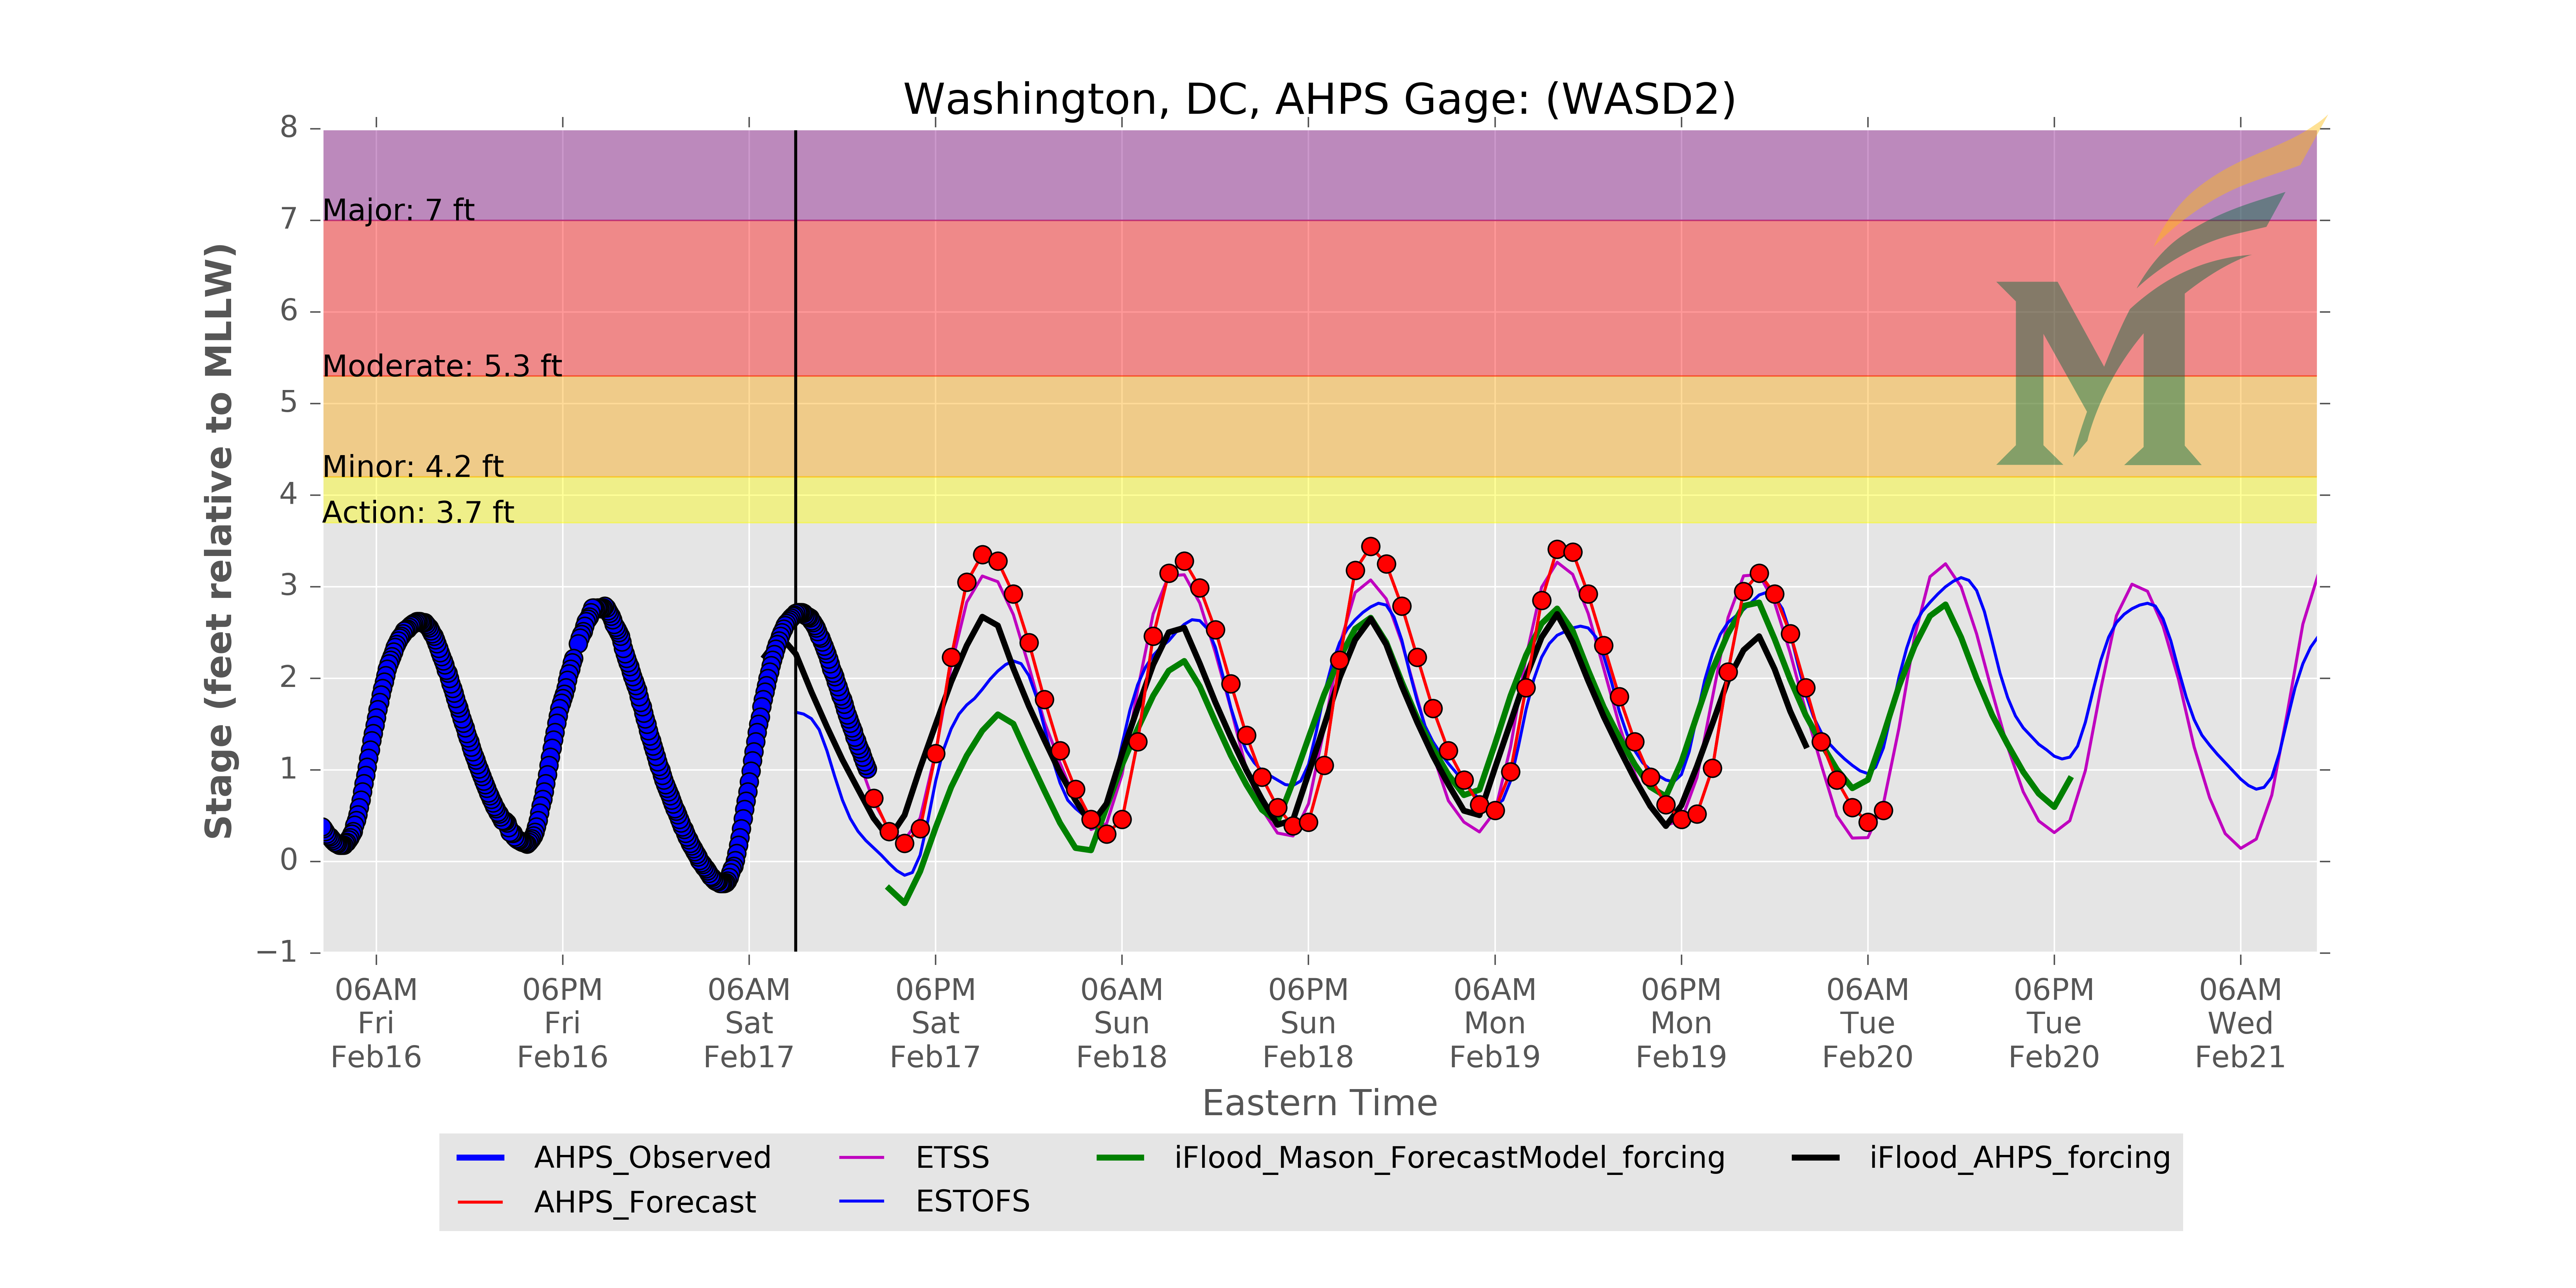 Washington, DC, AHPS Gage: (WASD2)
8
7
6
5
4
3
2
1
0
−1
Stage (feet relative to MLLW)
Major: 7 ft
Moderate: 5.3 ft
Minor: 4.2 ft
Action: 3.7 ft
M
06AM Fri Feb16
06PM Fri Feb16
06AM Sat Feb17
06PM Sat Feb17
06AM Sun Feb18
06PM Sun Feb18
06AM Mon Feb19
06PM Mon Feb19
06AM Tue Feb20
06PM Tue Feb20
06AM Wed Feb21
Eastern Time
AHPS_Observed
AHPS_Forecast
ETSS
ESTOFS
iFlood_Mason_ForecastModel_forcing
iFlood_AHPS_forcing